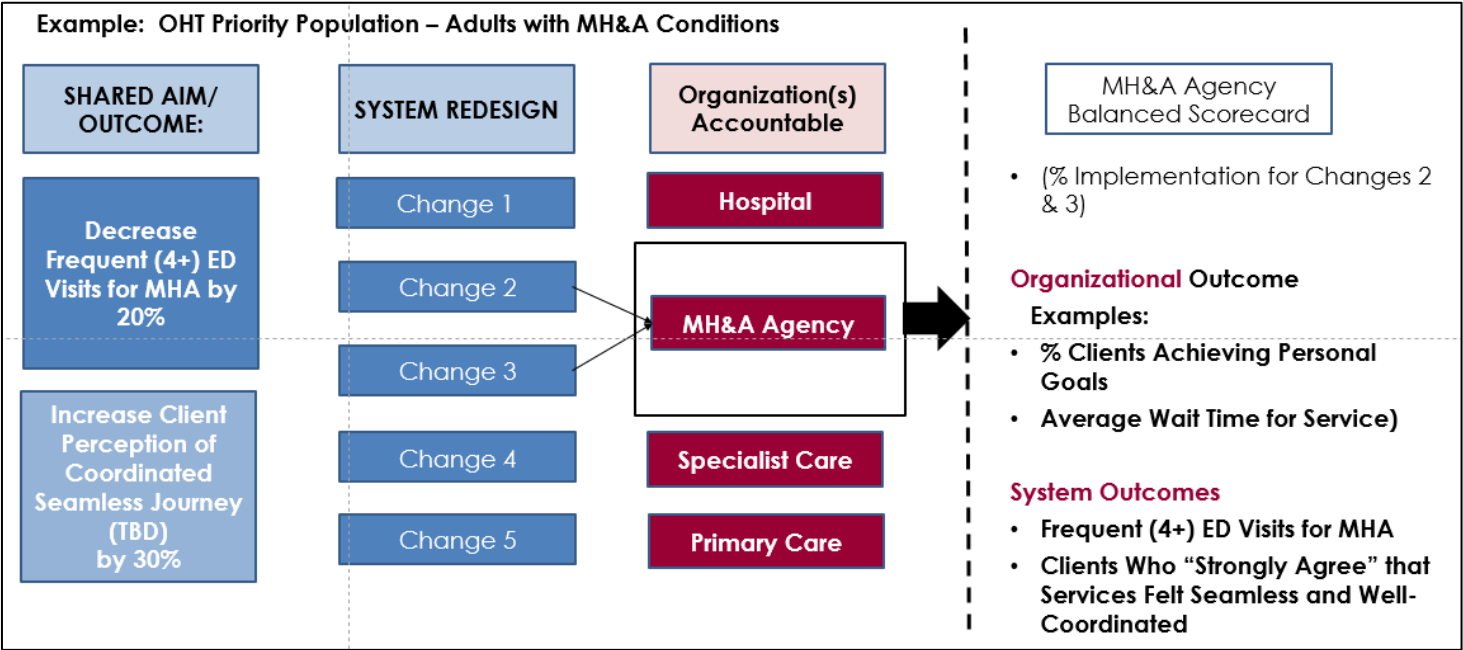 Example: OHT Priority Population – Adults with MH&A Conditions
SHARED AIM/
OUTCOME:
SYSTEM REDESIGN
Organization(s)
Accountable
MH&A Agency
Balanced Scorecard
Decrease
Frequent (4+) ED
Visits for MHA by
20%
Increase Client
Perception of
Coordinated
Seamless Journey
(TBD)
by 30%
Change 1
Change 2
Change 3
Change 4
Change 5
Hospital
MH&A Agency
Specialist Care
Primary Care
• (% Implementation for Changes 2
& 3)
Organizational Outcome
Examples:
• % Clients Achieving Personal
Goals
• Average Wait Time for Service)
System Outcomes
• Frequent (4+) ED Visits for MHA
• Clients Who “Strongly Agree” that
Services Felt Seamless and Well-
Coordinated